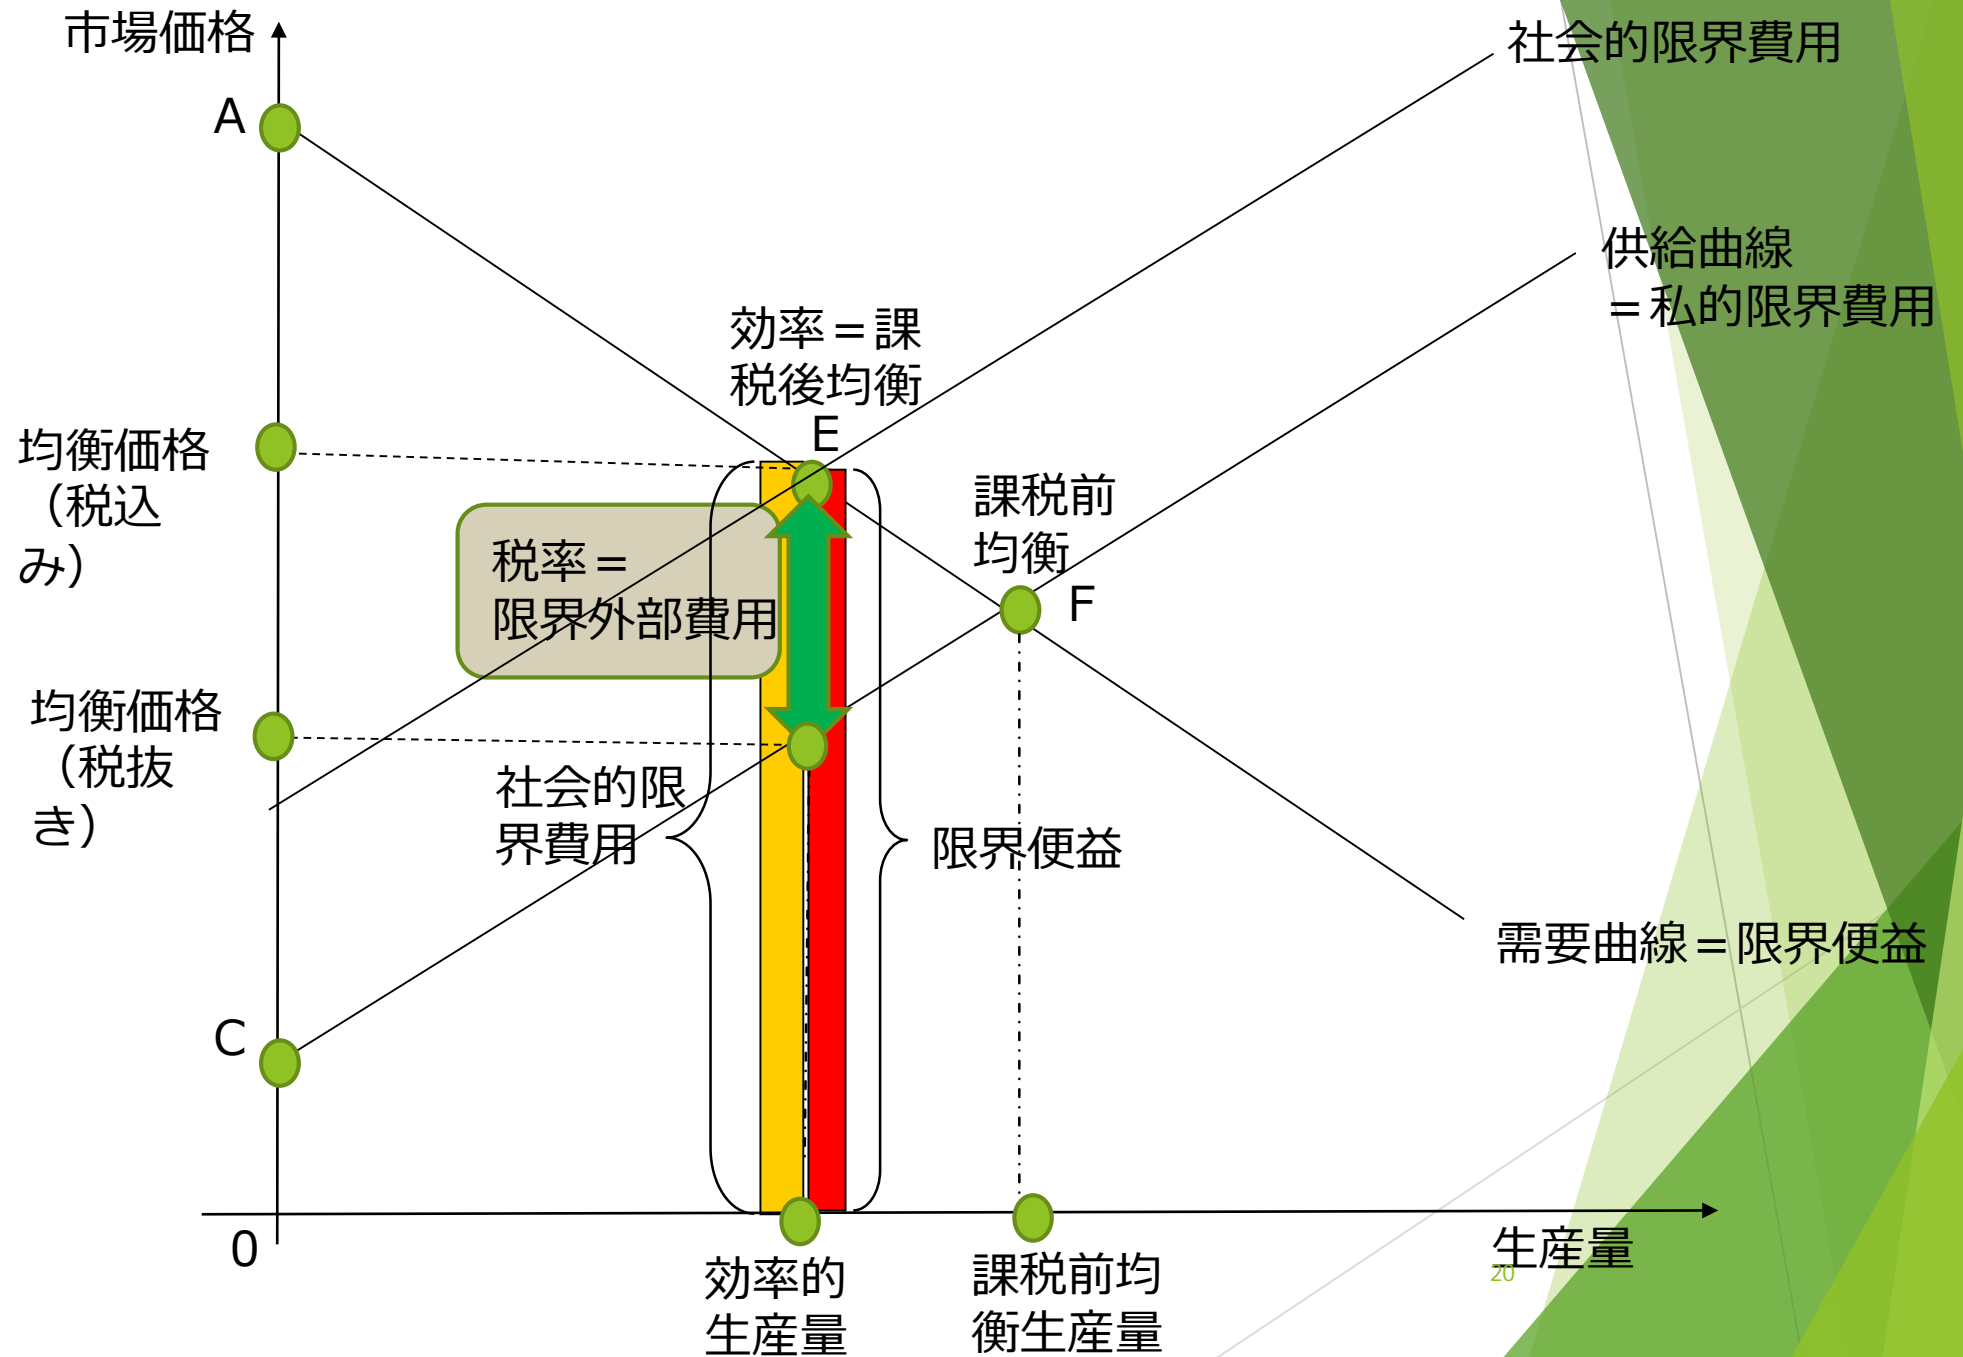 市場価格
社会的限界費用
A
供給曲線
＝私的限界費用
効率＝課
税後均衡
E
均衡価格
（税込
み）
課税前
均衡
F
税率＝
限界外部費用
均衡価格
（税抜
き）
社会的限
界費用
限界便益
需要曲線＝限界便益
C
0
生産量
20
効率的
生産量
課税前均
衡生産量